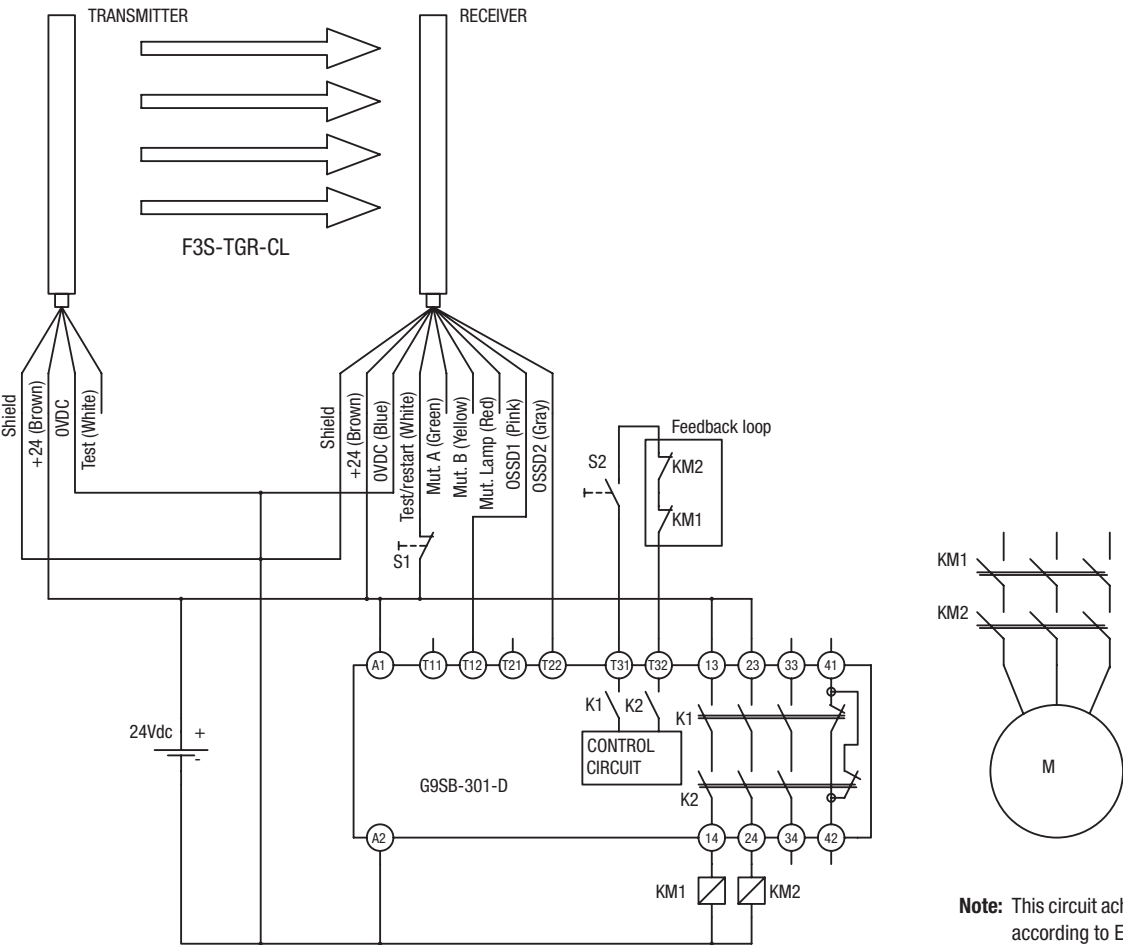 TRANSMITTER
RECEIVER
F3S-TGR-CL
Shield
+24 (Brown)
0VDC
Test (White)
Shield
+24 (Brown)
0VDC (Blue)
Test/restart (White)
Mut. A (Green)
Mut. B (Yellow)
Mut. Lamp (Red)
OSSD1 (Pink)
OSSD2 (Gray)
Feedback loop
S2
KM2
KM1
S1
KM1
KM2
A1
T11
T12
T21
T22
T31
T32
13
23
33
41
K1
K2
K1
24Vdc
+
-
CONTROL
CIRCUIT
G9SB-301-D
K2
M
A2
14
24
34
42
KM1
KM2
Note: This circuit ach
according to E